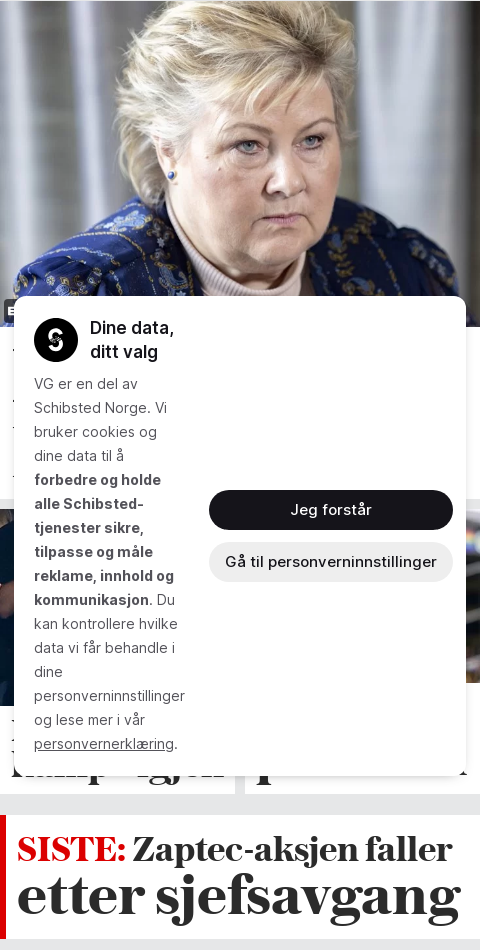 Dine data,
ditt valg
VG er en del av
Schibsted Norge. Vi
bruker cookies og
dine data til å
forbedre og holde
alle Schibsted-
tjenester sikre,
tilpasse og måle
reklame, innhold og
kommunikasjon. Du
kan kontrollere hvilke
data vi får behandle i
dine
personverninnstillinger
og lese mer i vår
personvernerklæring.
Jeg forstår
Gå til personverninnstillinger
SISTE: Zaptec-aksjen faller
etter sjefsavgang